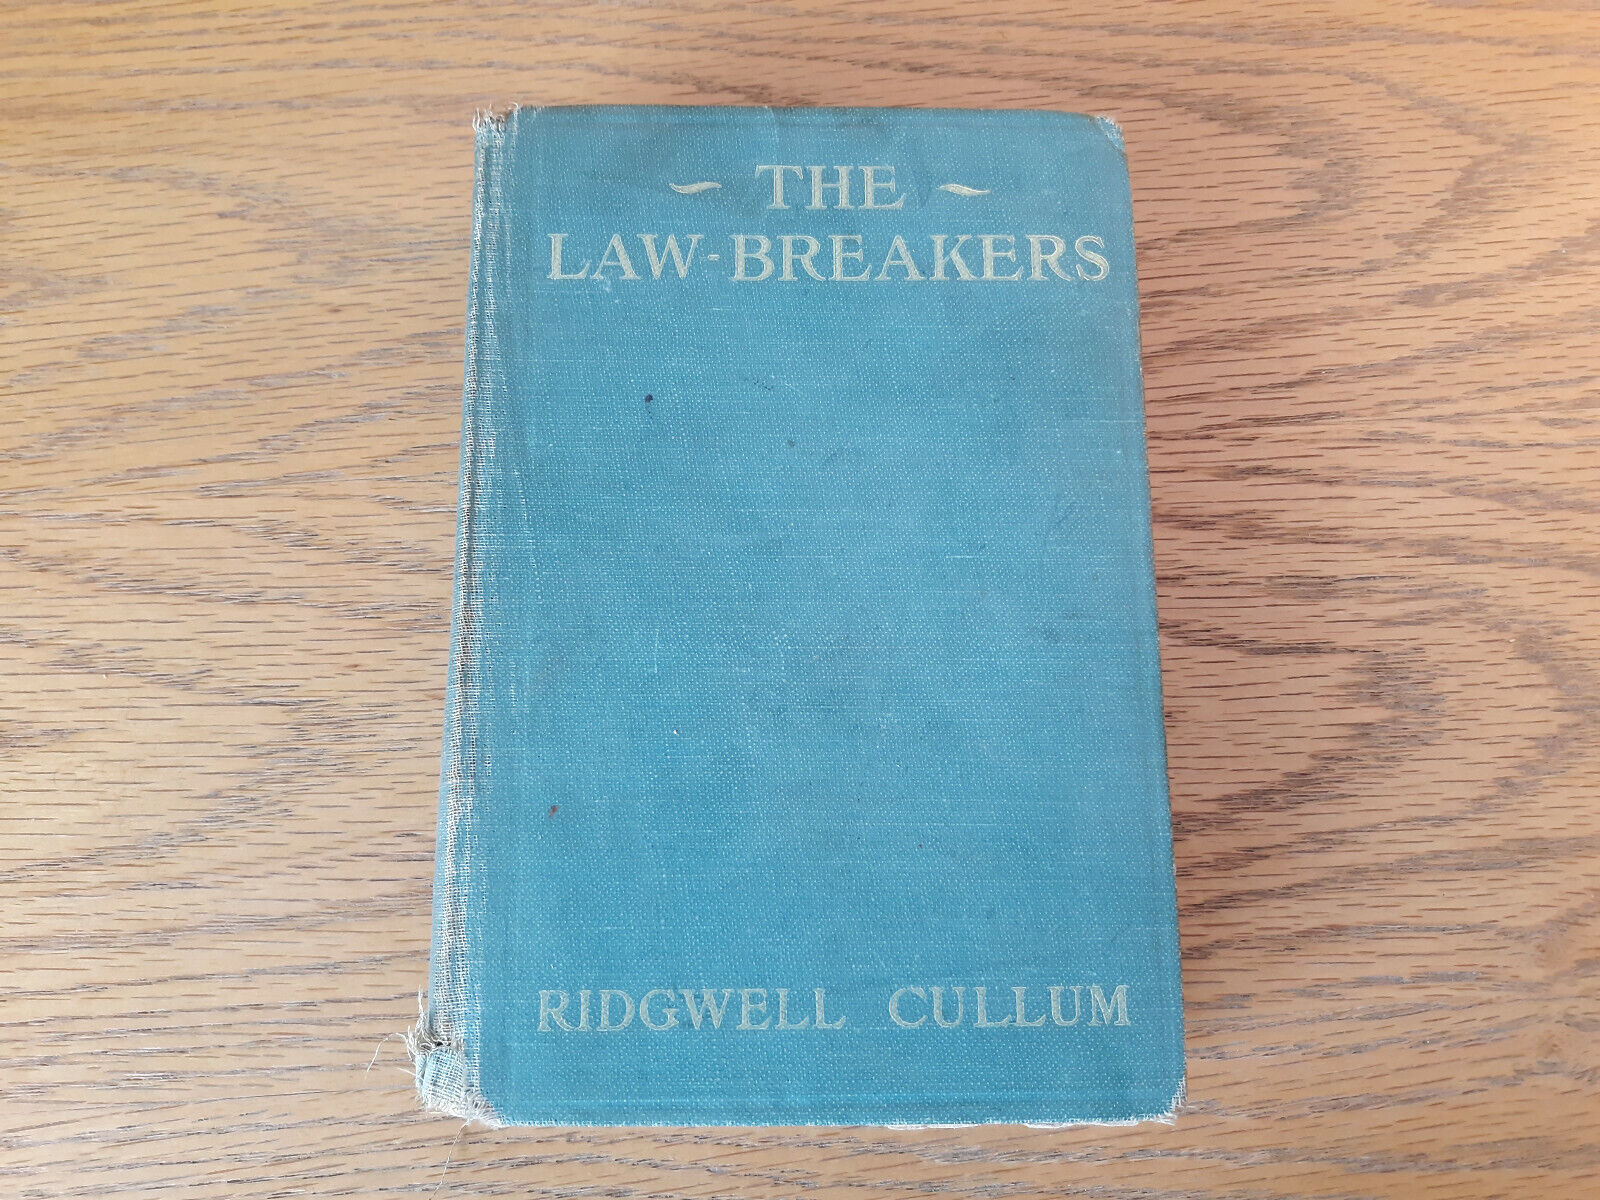 ~ THE ~
LAW-BREAKERS
RIDGWELL CULLUM